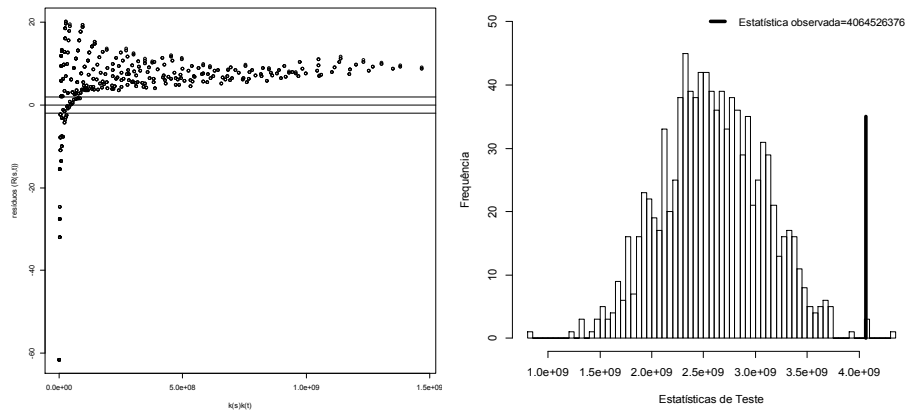 20
0
-20
-40
-60
resíduos (R(s,t))
0.0e+00 5.0e+08 1.0e+09 1.5e+09
k(s)k(t)
Estatística observada=4064526376
50
40
30
20
10
0
Frequência
1.0e+09 1.5e+09 2.0e+09 2.5e+09 3.0e+09 3.5e+09 4.0e+09
Estatísticas de Teste